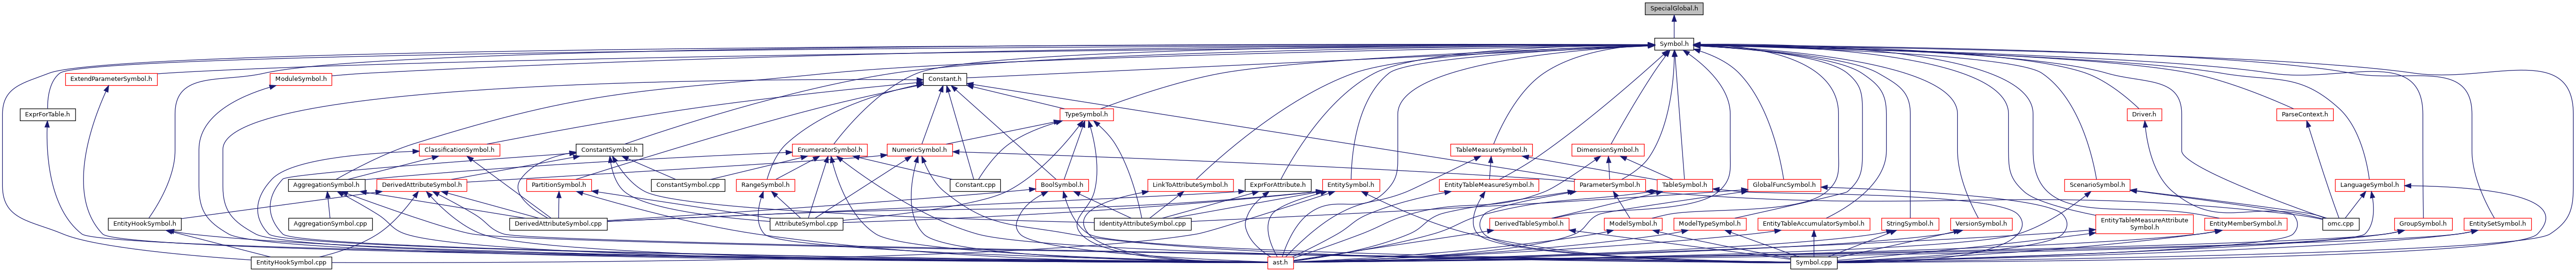 SpecialGlobal.h
Symbol.h
ExtendParameterSymbol.h
ModuleSymbol.h
Constant.h
ExprForTable.h
TypeSymbol.h
Driver.h
ParseContext.h
ClassificationSymbol.h
ConstantSymbol.h
EnumeratorSymbol.h
NumericSymbol.h
TableMeasureSymbol.h
DimensionSymbol.h
AggregationSymbol.h
DerivedAttributeSymbol.h
PartitionSymbol.h
ConstantSymbol.cpp
RangeSymbol.h
Constant.cpp
BoolSymbol.h
LinkToAttributeSymbol.h
ExprForAttribute.h
EntitySymbol.h
EntityTableMeasureSymbol.h
ParameterSymbol.h
TableSymbol.h
GlobalFuncSymbol.h
ScenarioSymbol.h
LanguageSymbol.h
EntityHookSymbol.h
AggregationSymbol.cpp
DerivedAttributeSymbol.cpp
AttributeSymbol.cpp
IdentityAttributeSymbol.cpp
DerivedTableSymbol.h
ModelSymbol.h
ModelTypeSymbol.h
EntityTableAccumulatorSymbol.h
StringSymbol.h
VersionSymbol.h
EntityTableMeasureAttribute
Symbol.h
EntityMemberSymbol.h
omc.cpp
GroupSymbol.h
EntitySetSymbol.h
EntityHookSymbol.cpp
ast.h
Symbol.cpp